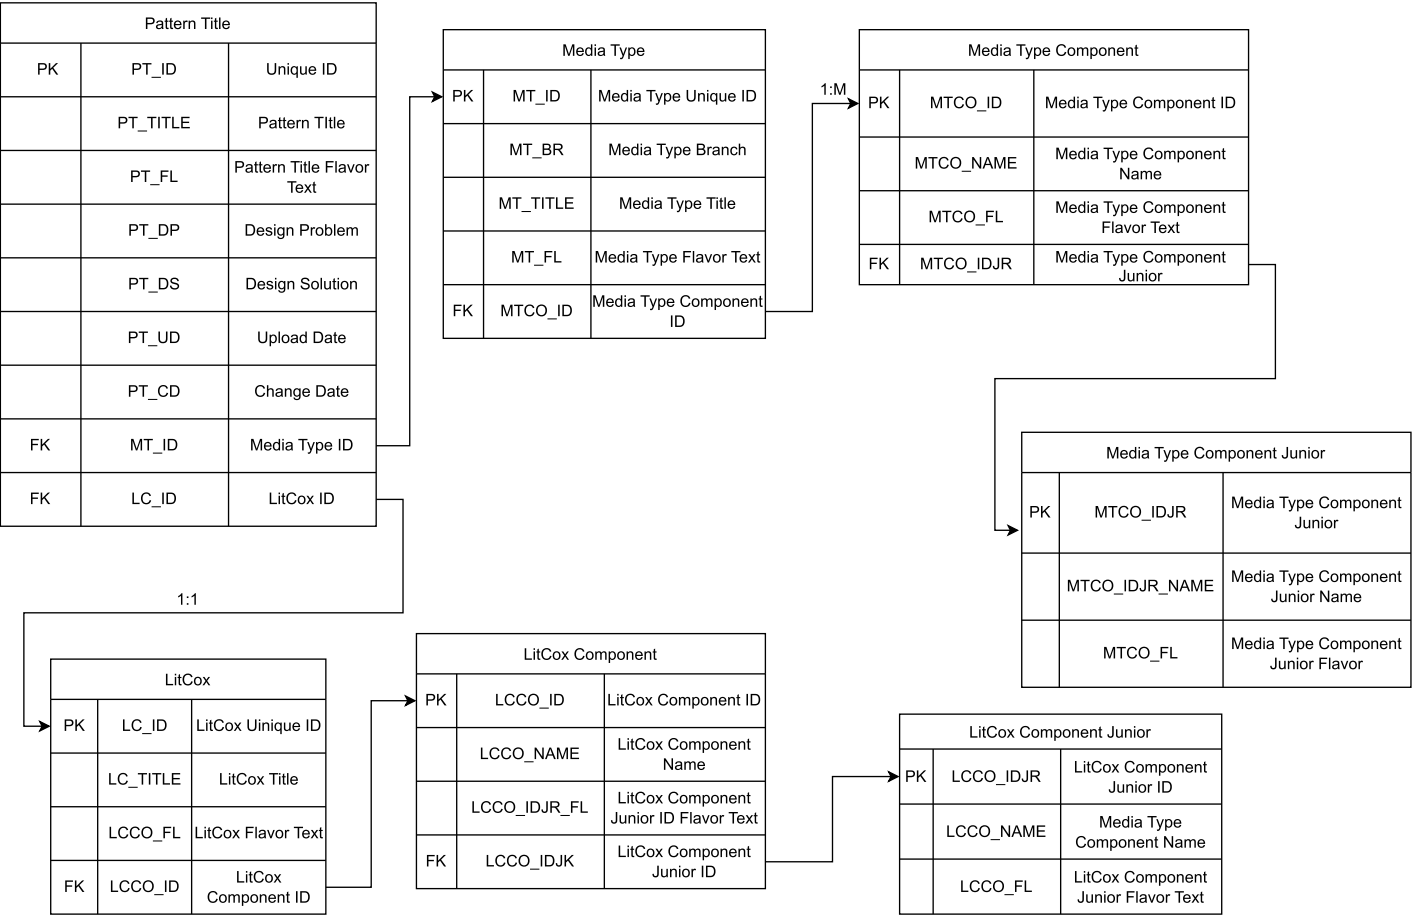 Pattern Title
PK PT_ID Unique ID
PT_TITLE Pattern TItle
PT_FL Pattern Title Flavor
Text
PT_DP Design Problem
PT_DS Design Solution
PT_UD Upload Date
PT_CD Change Date
FK MT_ID Media Type ID
FK LC_ID LitCox ID
Media Type
PK MT_ID Media Type Unique ID
MT_BR Media Type Branch
MT_TITLE Media Type Title
MT_FL Media Type Flavor Text
FK MTCO_ID Media Type Component
ID
1:M
Media Type Component
PK MTCO_ID Media Type Component ID
MTCO_NAME Media Type Component
Name
MTCO_FL Media Type Component
Flavor Text
FK MTCO_IDJR Media Type Component
Junior
Media Type Component Junior
PK MTCO_IDJR Media Type Component
Junior
MTCO_IDJR_NAME Media Type Component
Junior Name
MTCO_FL Media Type Component
Junior Flavor
1:1
LitCox
PK LC_ID LitCox Uinique ID
LC_TITLE LitCox Title
LCCO_FL LitCox Flavor Text
FK LCCO_ID LitCox
Component ID
LitCox Component
PK LCCO_ID LitCox Component ID
LCCO_NAME LitCox Component
Name
LCCO_IDJR_FL LitCox Component
Junior ID Flavor Text
FK LCCO_IDJK LitCox Component
Junior ID
LitCox Component Junior
PK LCCO_IDJR LitCox Component
Junior ID
LCCO_NAME Media Type
Component Name
LCCO_FL LitCox Component
Junior Flavor Text